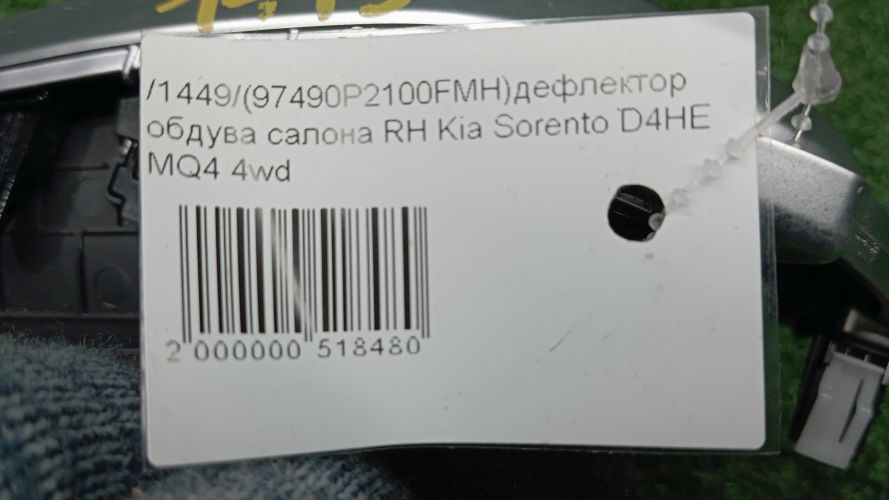 /1449/(97490P2100FMH)дефлектор
обдува салона RH Kia Sorento D4HE
MQ4 4wd
2 000000 518480